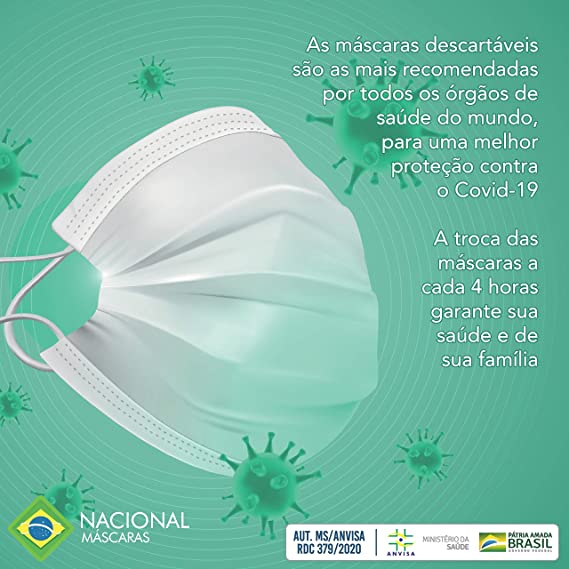 As máscaras descartáveis
são as mais recomendadas
por todos os órgãos de
saúde do mundo,
para uma melhor
proteção contra
o Covid-19
A troca das
máscaras a
cada 4 horas
garante sua
saúde e de
sua família
NACIONAL
MÁSCARAS
AUT. MS/ANVISA
RDC 379/2020
ANVISA
MINISTÉRIO DA
SAÚDE
PÁTRIA AMADA
BRASIL
GOVERNO FEDERAL